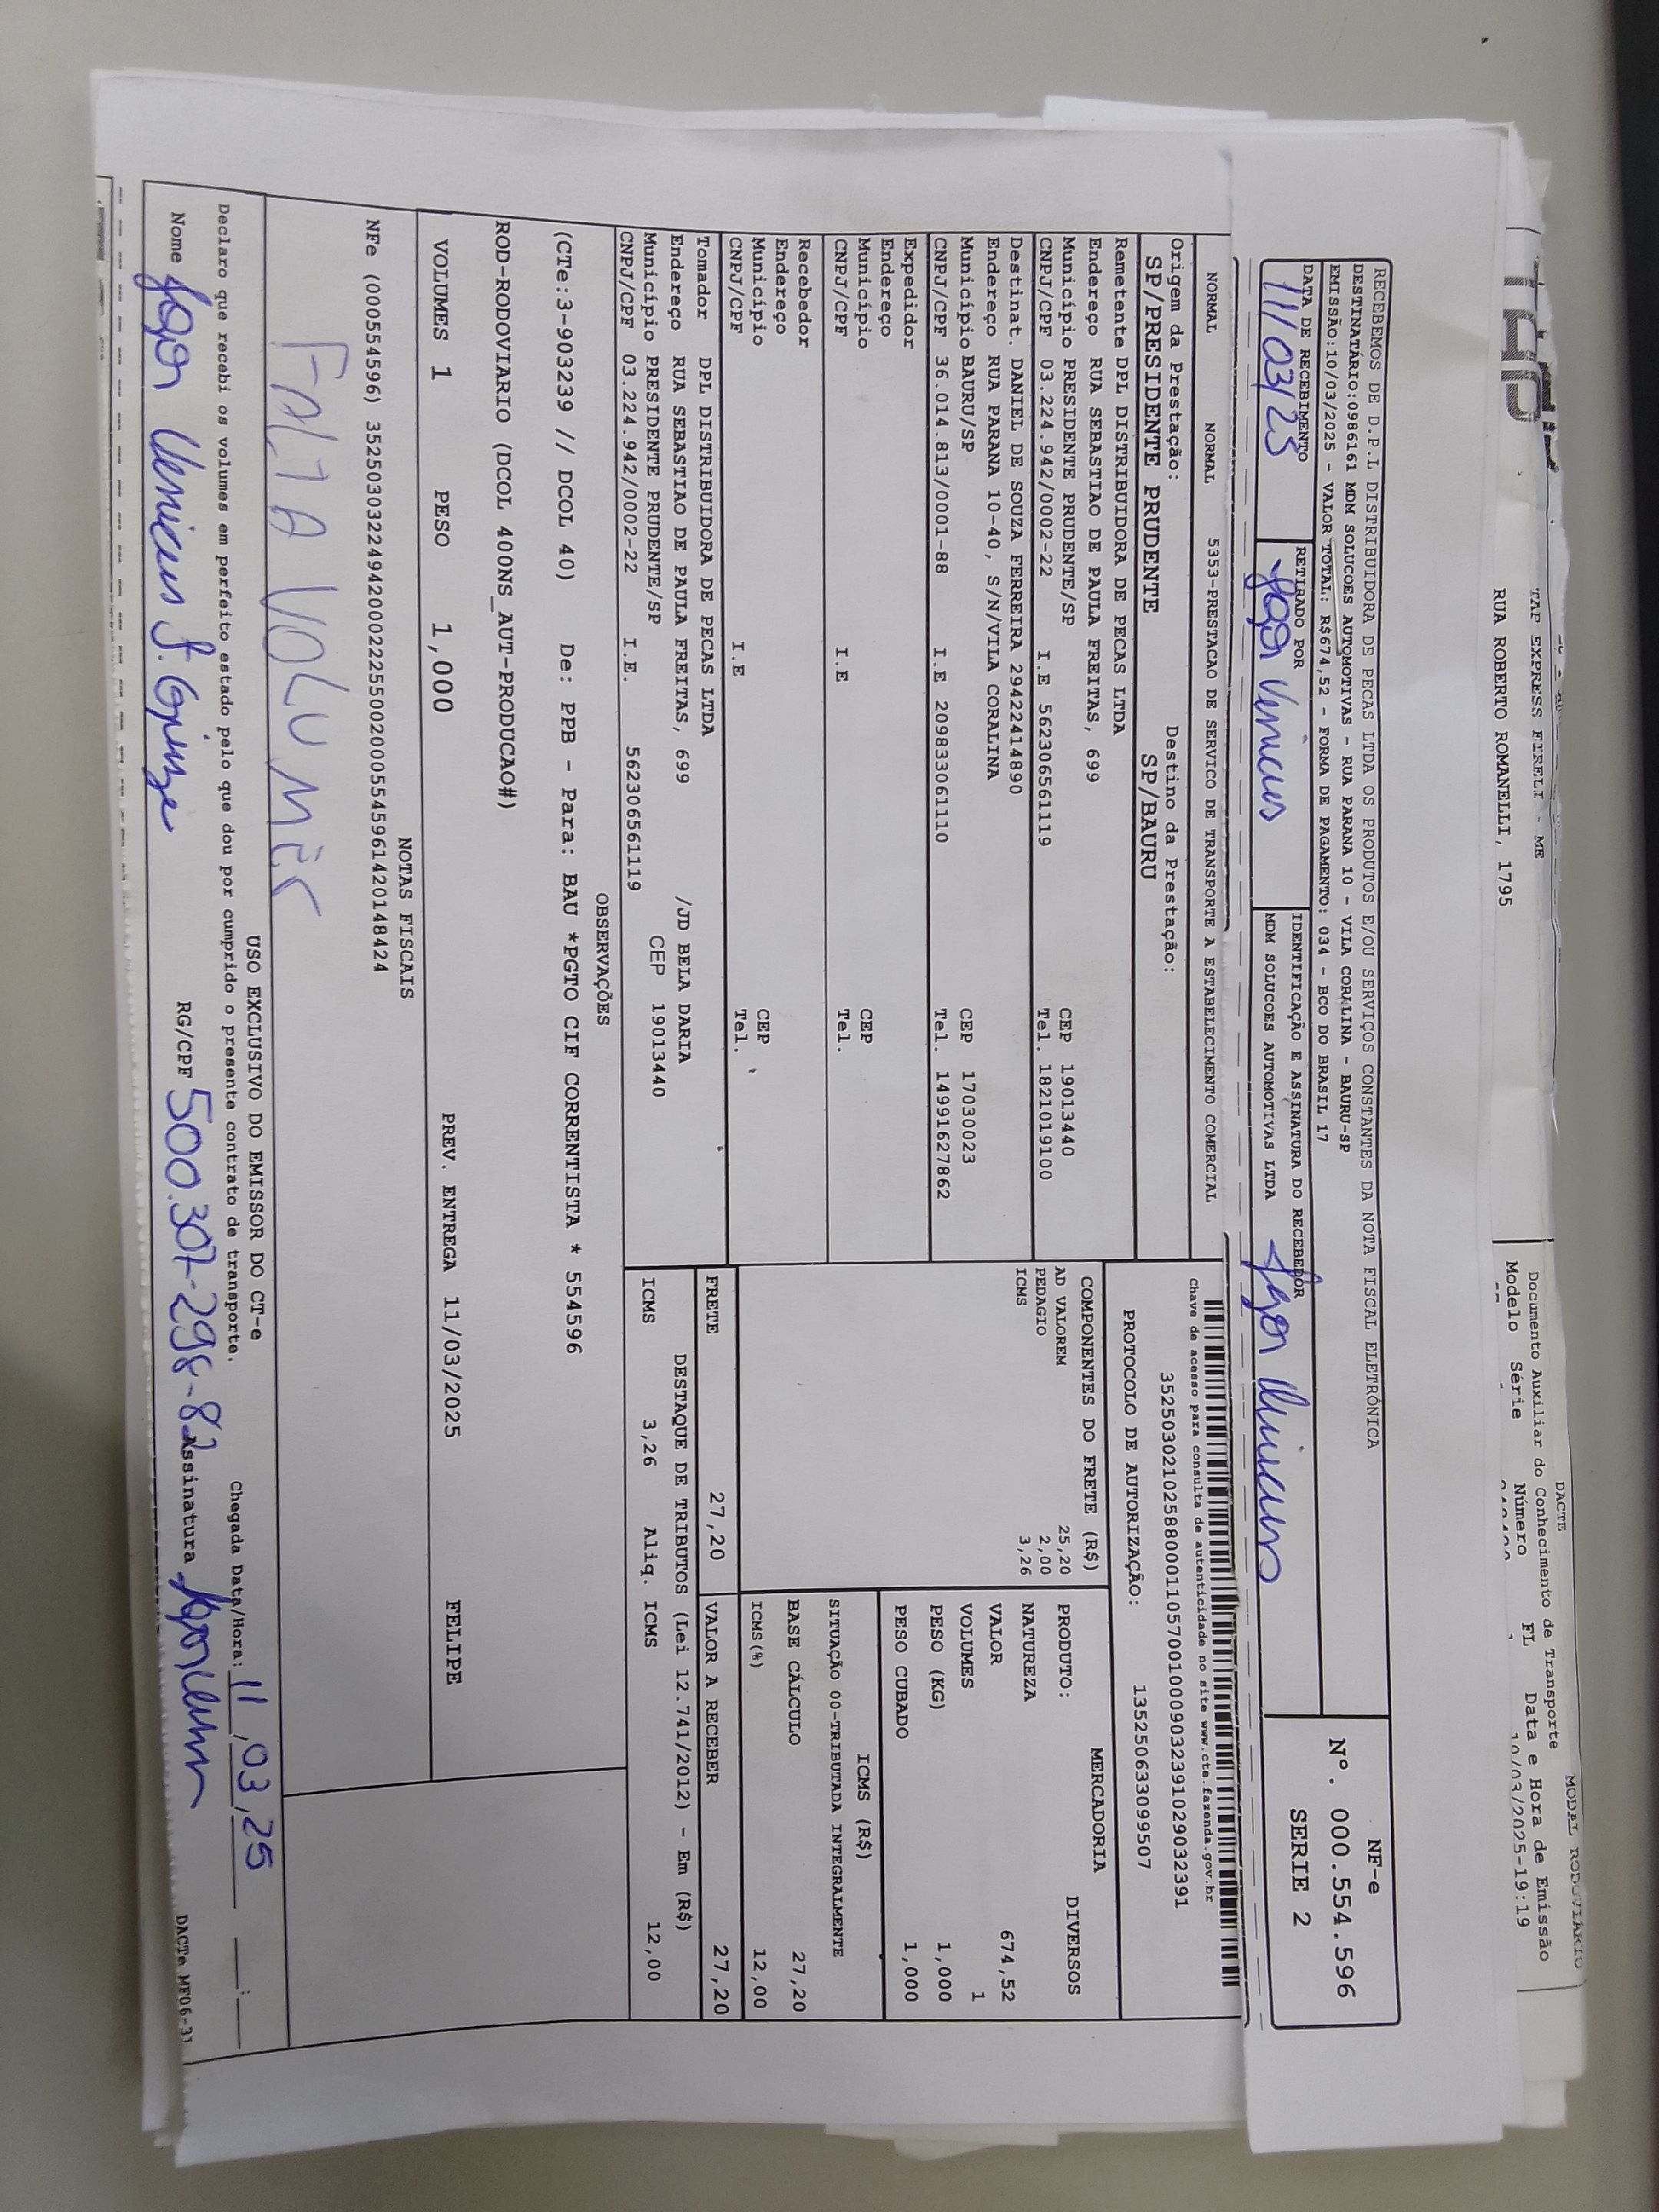 TAP EXPRESS EIRELI - ME
RUA ROBERTO ROMANELLI, 1795
DACTE
Documento Auxiliar do Conhecimento de Transporte
MODAL RODOVIÁRIO
Modelo Série Número FL Data e Hora de Emissão
10/03/2025-19:19
RECEBEMOS DE D.P.L DISTRIBUIDORA DE PECAS LTDA OS PRODUTOS E/OU SERVIÇOS CONSTANTES DA NOTA FISCAL ELETRÔNICA
DESTINATÁRIO:0986161 MDM SOLUCOES AUTOMOTIVAS - RUA PARANA 10 - VILA CORALINA - BAURU-SP
EMISSÃO:10/03/2025 - VALOR TOTAL: R$674,52 - FORMA DE PAGAMENTO: 034 - BCO DO BRASIL 17
NF-e
Nº. 000.554.596
SERIE 2
DATA DE RECEBIMENTO
11/03/25
RETIRADO POR
Vinicius
IDENTIFICAÇÃO E ASSINATURA DO RECEBEDOR
MDM SOLUCOES AUTOMOTIVAS LTDA
Vinicius
NORMAL NORMAL 5353-PRESTACAO DE SERVICO DE TRANSPORTE A ESTABELECIMENTO COMERCIAL
Chave de acesso para consulta de autenticidade no site www.cte.fazenda.gov.br
35250302102588000110570010009032391029032391
Origem da Prestação: Destino da Prestação:
SP/PRESIDENTE PRUDENTE SP/BAURU
PROTOCOLO DE AUTORIZAÇÃO: 135250633099507
Remetente DPL DISTRIBUIDORA DE PECAS LTDA
Endereço RUA SEBASTIAO DE PAULA FREITAS, 699
Município PRESIDENTE PRUDENTE/SP CEP 19013440
CNPJ/CPF 03.224.942/0002-22 I.E 562306561119 Tel. 1821019100
Destinat. DANIEL DE SOUZA FERREIRA 29422414890
Endereço RUA PARANA 10-40, S/N/VILA CORALINA
Município BAURU/SP CEP 17030023
CNPJ/CPF 36.014.813/0001-88 I.E 209833061110 Tel. 14991627862
Expedidor
Endereço
Município CEP
CNPJ/CPF I.E Tel.
Recebedor
Endereço
Município CEP
CNPJ/CPF I.E Tel.
Tomador DPL DISTRIBUIDORA DE PECAS LTDA
Endereço RUA SEBASTIAO DE PAULA FREITAS, 699 /JD BELA DARIA
Município PRESIDENTE PRUDENTE/SP CEP 19013440
CNPJ/CPF 03.224.942/0002-22 I.E. 562306561119
COMPONENTES DO FRETE (R$)
AD VALOREM 25,20
PEDAGIO 2,00
ICMS 3,26
MERCADORIA
PRODUTO: DIVERSOS
NATUREZA
VALOR 674,52
VOLUMES 1
PESO (KG) 1,000
PESO CUBADO 1,000
ICMS (R$)
SITUAÇÃO 00-TRIBUTADA INTEGRALMENTE
BASE CÁLCULO 27,20
ICMS(%) 12,00
FRETE 27,20 VALOR A RECEBER 27,20
DESTAQUE DE TRIBUTOS (Lei 12.741/2012) - Em (R$)
ICMS 3,26 Aliq. ICMS 12,00
OBSERVAÇÕES
(CTe:3-903239 // DCOL 40) De: PPB - Para: BAU *PGTO CIF CORRENTISTA * 554596
ROD-RODOVIARIO (DCOL 400NS_AUT-PRODUCAO#)
VOLUMES 1 PESO 1,000 PREV. ENTREGA 11/03/2025 FELIPE
NOTAS FISCAIS
NFe (000554596) 35250303224942000222550020005545961420148424
USO EXCLUSIVO DO EMISSOR DO CT-e
FALTA VOLUMES
Declaro que recebi os volumes em perfeito estado pelo que dou por cumprido o presente contrato de transporte.
Chegada Data/Hora: 11/03/25 __:__
Nome Vinicius RG/CPF 500.307-298-82 Assinatura
DACTe MF06-31